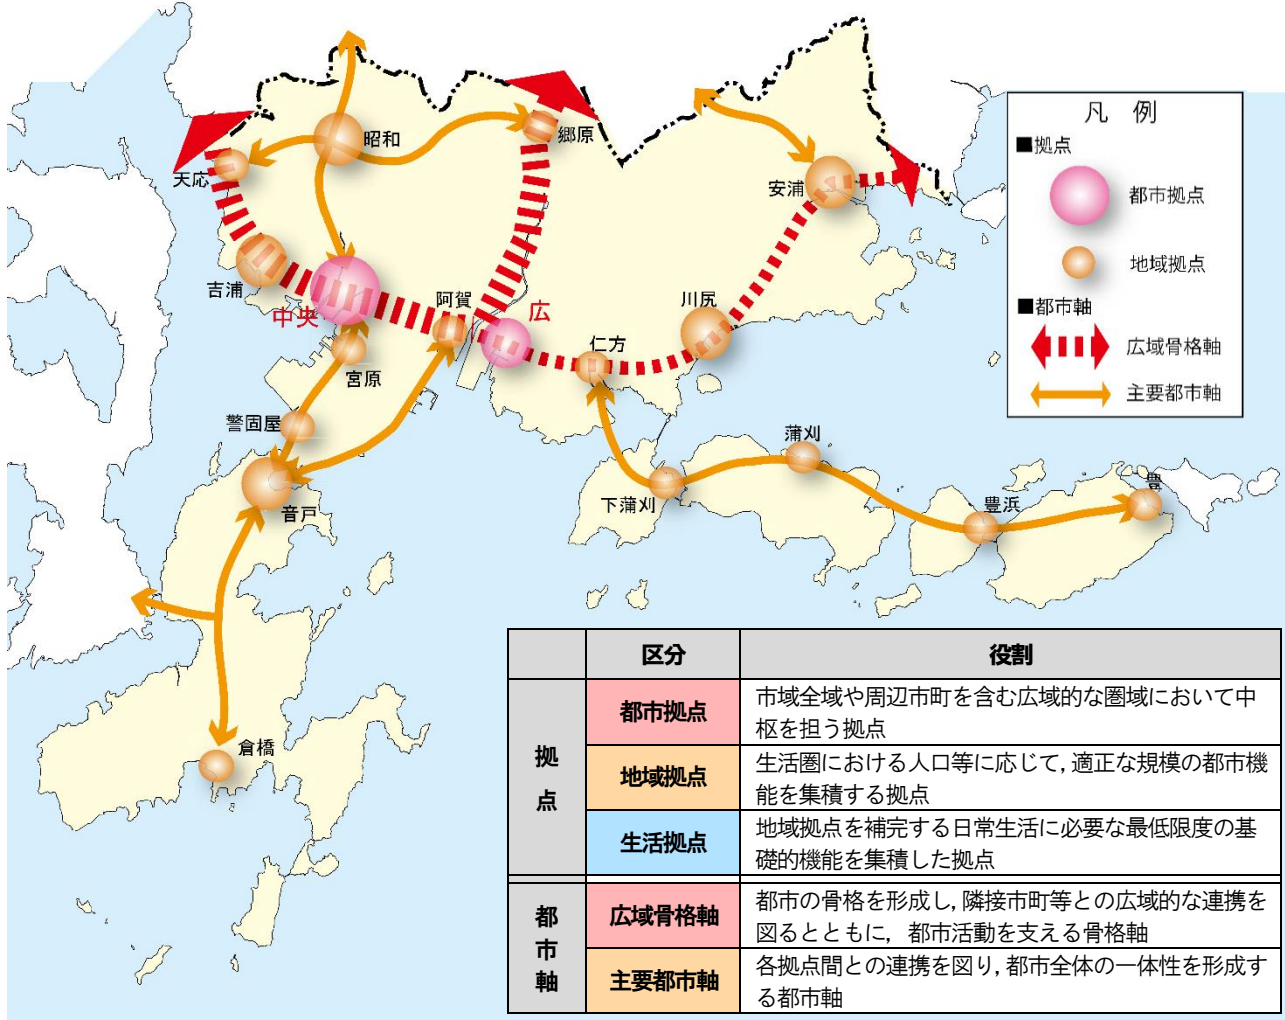 昭和
郷原
天応
安浦
吉浦
中央
阿賀
広
川尻
仁方
宮原
警固屋
音戸
蒲刈
下蒲刈
豊浜
豊
倉橋
凡 例
■拠点
都市拠点
地域拠点
■都市軸
広域骨格軸
主要都市軸
区分
役割
拠点
都市拠点
市域全域や周辺市町を含む広域的な圏域において中
枢を担う拠点
地域拠点
生活圏における人口等に応じて,適正な規模の都市機
能を集積する拠点
生活拠点
地域拠点を補完する日常生活に必要な最低限度の基
礎的機能を集積した拠点
都市軸
広域骨格軸
都市の骨格を形成し,隣接市町等との広域的な連携を
図るとともに, 都市活動を支える骨格軸
主要都市軸
各拠点間との連携を図り,都市全体の一体性を形成す
る都市軸